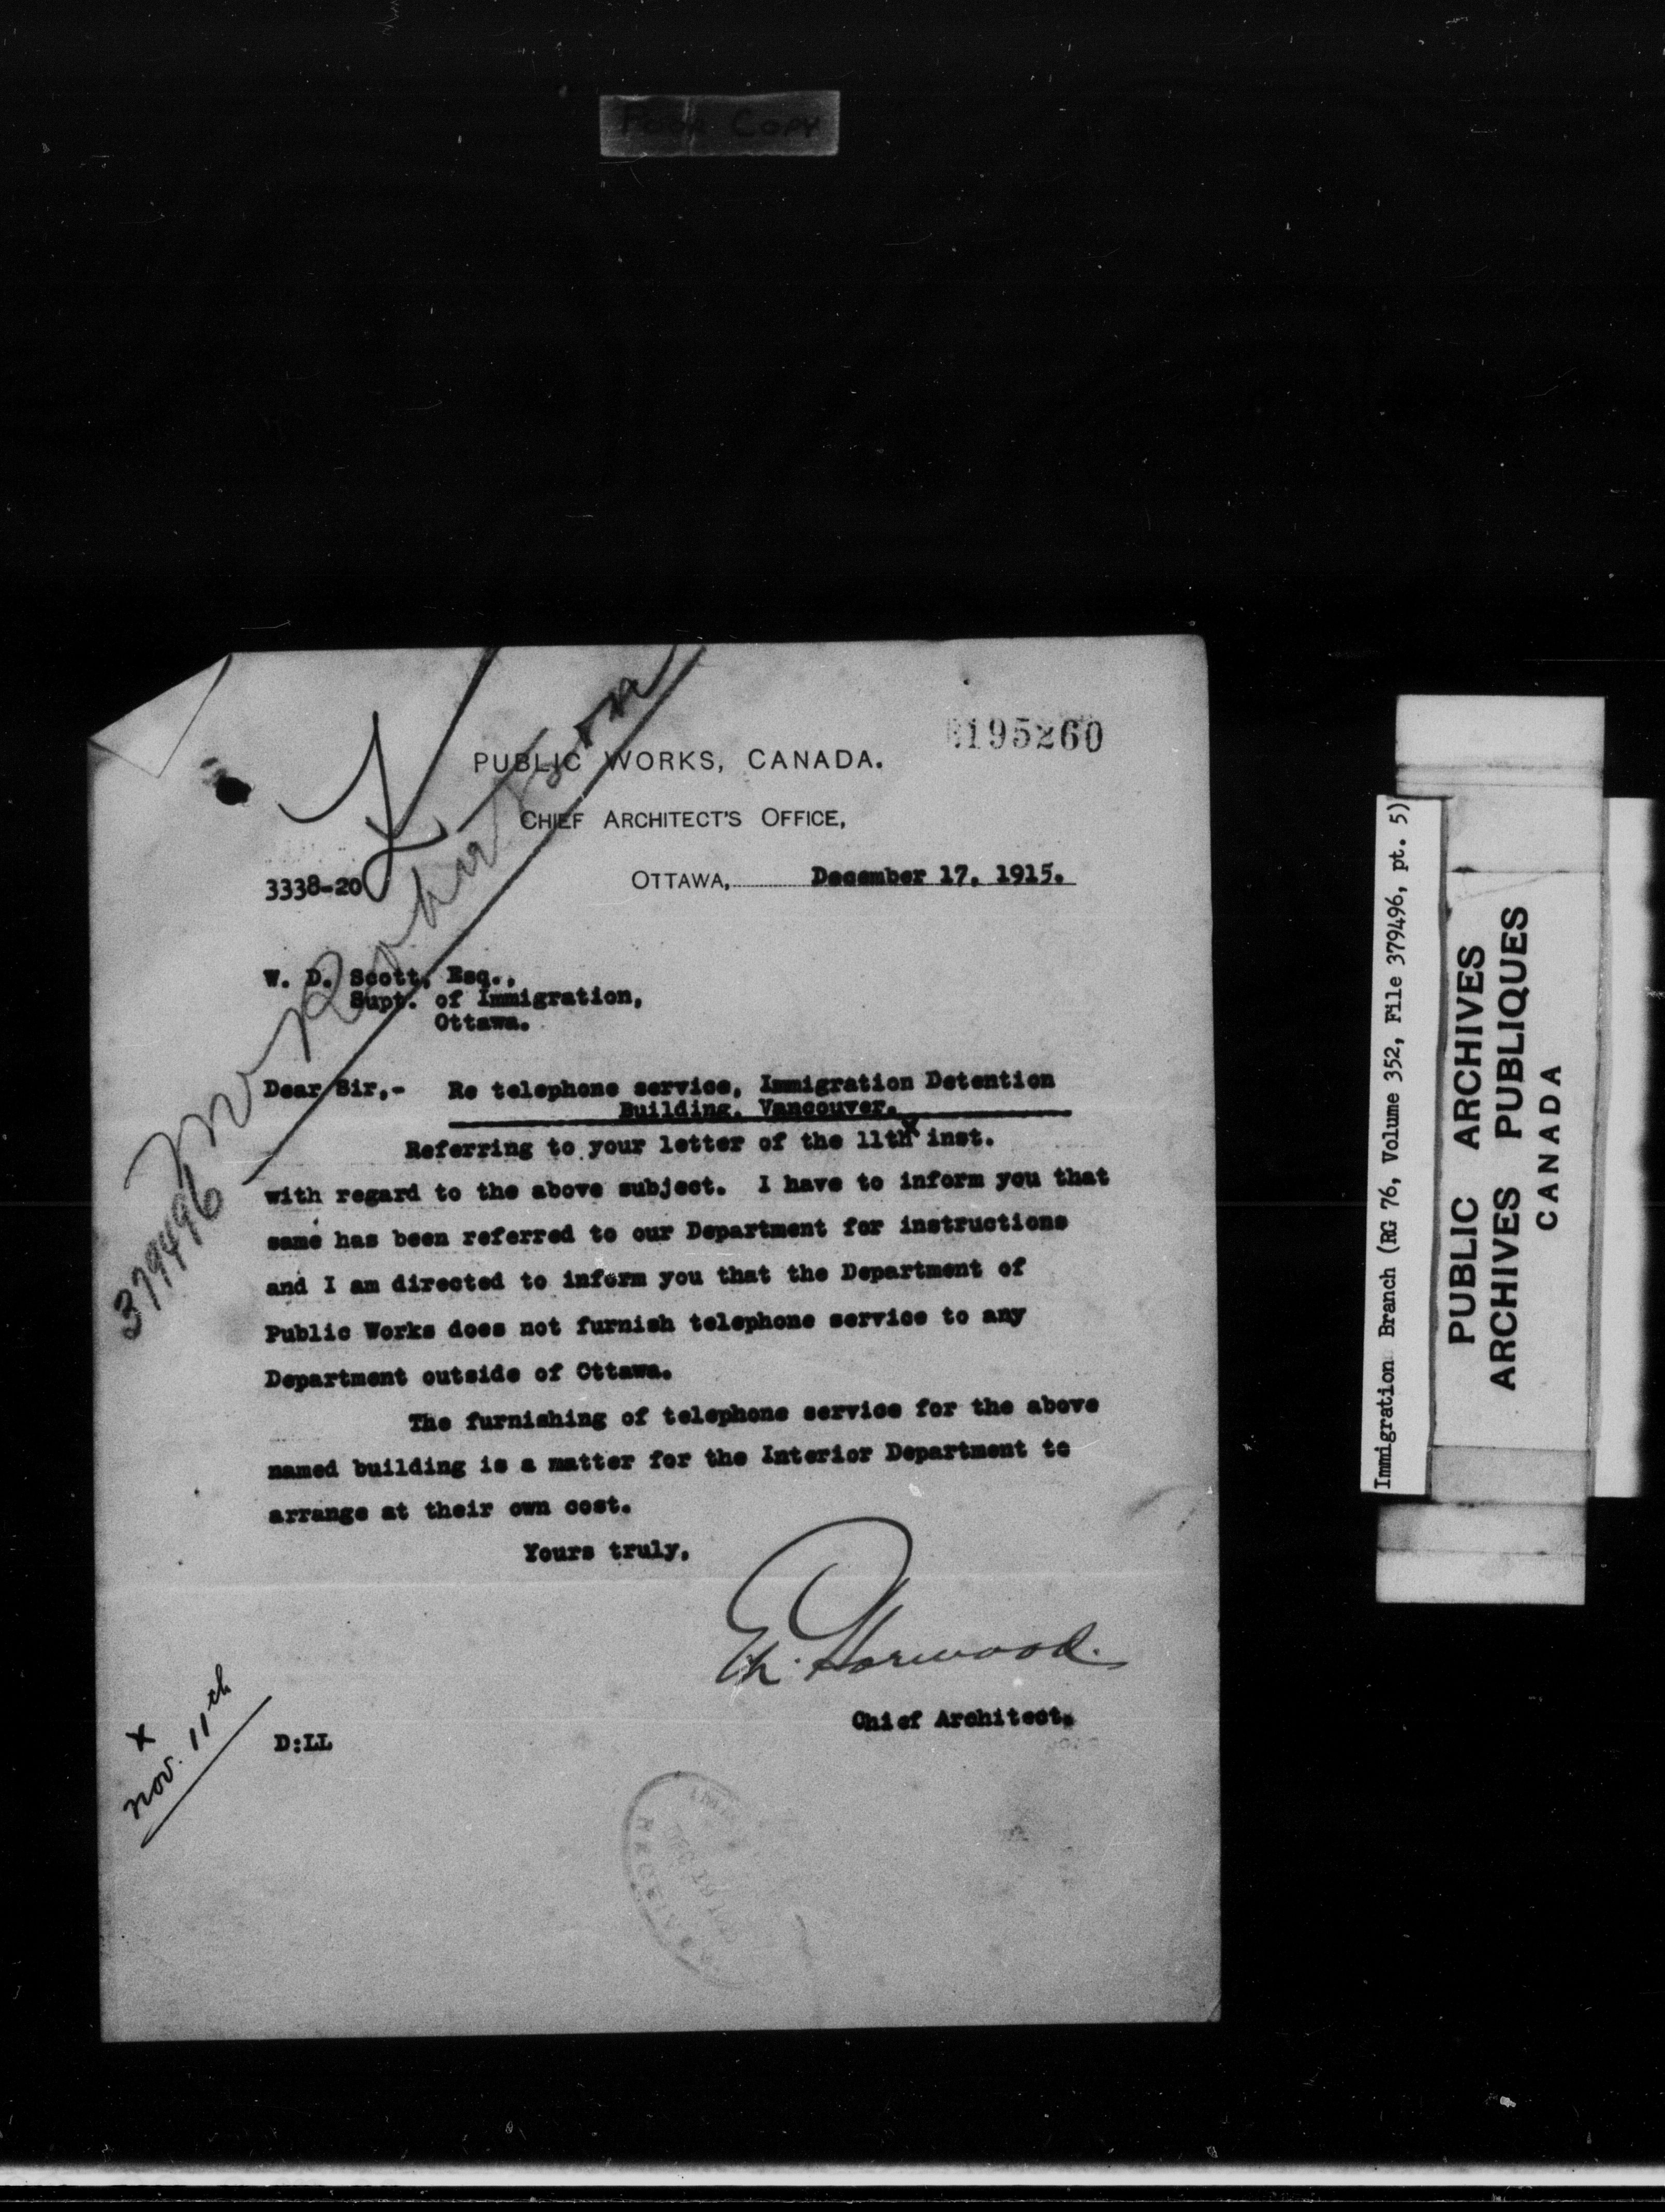 Poor Copy
195260
PUBLIC WORKS, CANADA.
CHIEF ARCHITECT'S OFFICE,
3338-20
OTTAWA, December 17, 1915.
Mr Robertson
W. D. Scott, Esq.,
Supt. of Immigration,
Ottawa.
Dear Sir,- Re telephone service, Immigration Detention
Building, Vancouver.
Referring to your letter of the 11th x inst.
with regard to the above subject. I have to inform you that
same has been referred to our Department for instructions
and I am directed to inform you that the Department of
Public Works does not furnish telephone service to any
Department outside of Ottawa.
379496
The furnishing of telephone service for the above
named building is a matter for the Interior Department to
arrange at their own cost.
Yours truly,
Horwood.
Chief Architect.
D:LL
x
nov. 11th
RECEIVED
Immigration Branch (RG 76, Volume 352, File 379496, pt. 5)
PUBLIC ARCHIVES
ARCHIVES PUBLIQUES
CANADA